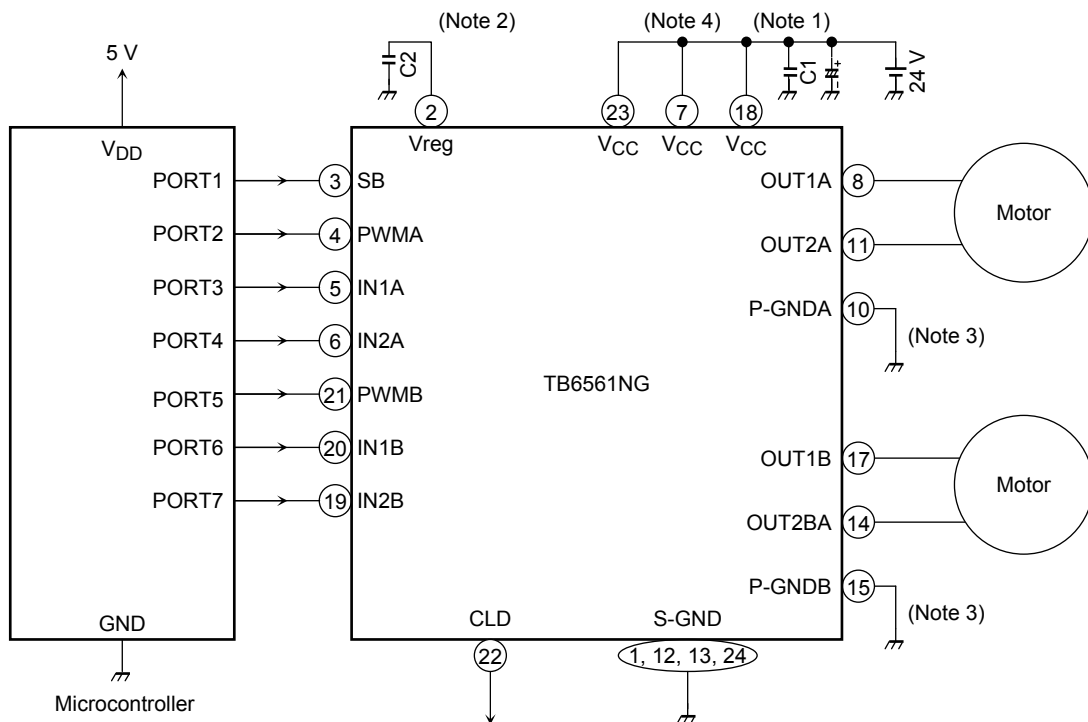 (Note 2)
(Note 4)
(Note 1)
5 V
C2
C1
24 V
2
23
7
18
VDD
Vreg
VCC
VCC
VCC
PORT1
3
SB
OUT1A
8
Motor
PORT2
4
PWMA
OUT2A
11
PORT3
5
IN1A
P-GNDA
10
(Note 3)
PORT4
6
IN2A
TB6561NG
PORT5
21
PWMB
PORT6
20
IN1B
OUT1B
17
Motor
PORT7
19
IN2B
OUT2BA
14
P-GNDB
15
(Note 3)
GND
CLD
S-GND
22
1, 12, 13, 24
Microcontroller